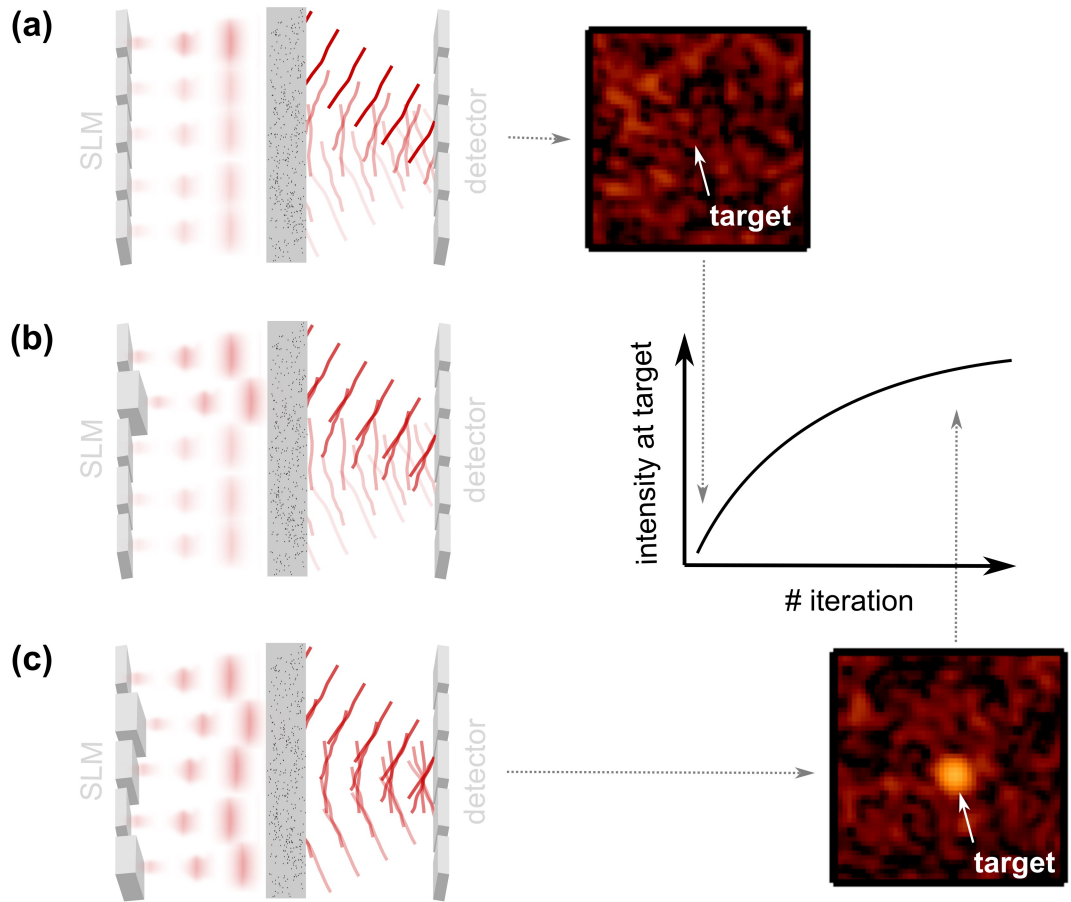 (a)
SLM
detector
target
(b)
SLM
detector
intensity at target
# iteration
(c)
SLM
detector
target